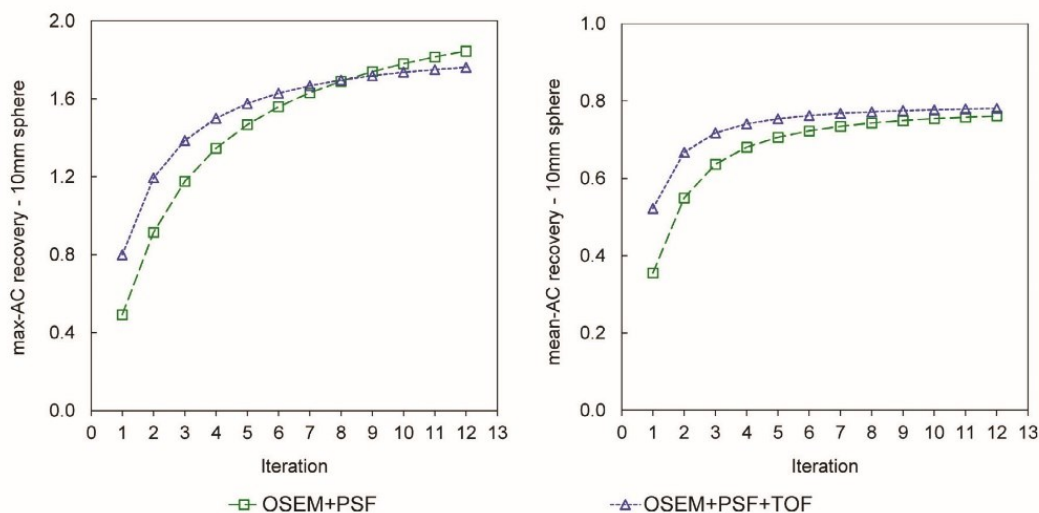 max-AC recovery - 10mm sphere
2.0
1.6
1.2
0.8
0.4
0.0
0 1 2 3 4 5 6 7 8 9 10 11 12 13
Iteration
mean-AC recovery - 10mm sphere
1.0
0.8
0.6
0.4
0.2
0.0
0 1 2 3 4 5 6 7 8 9 10 11 12 13
Iteration
OSEM+PSF
OSEM+PSF+TOF